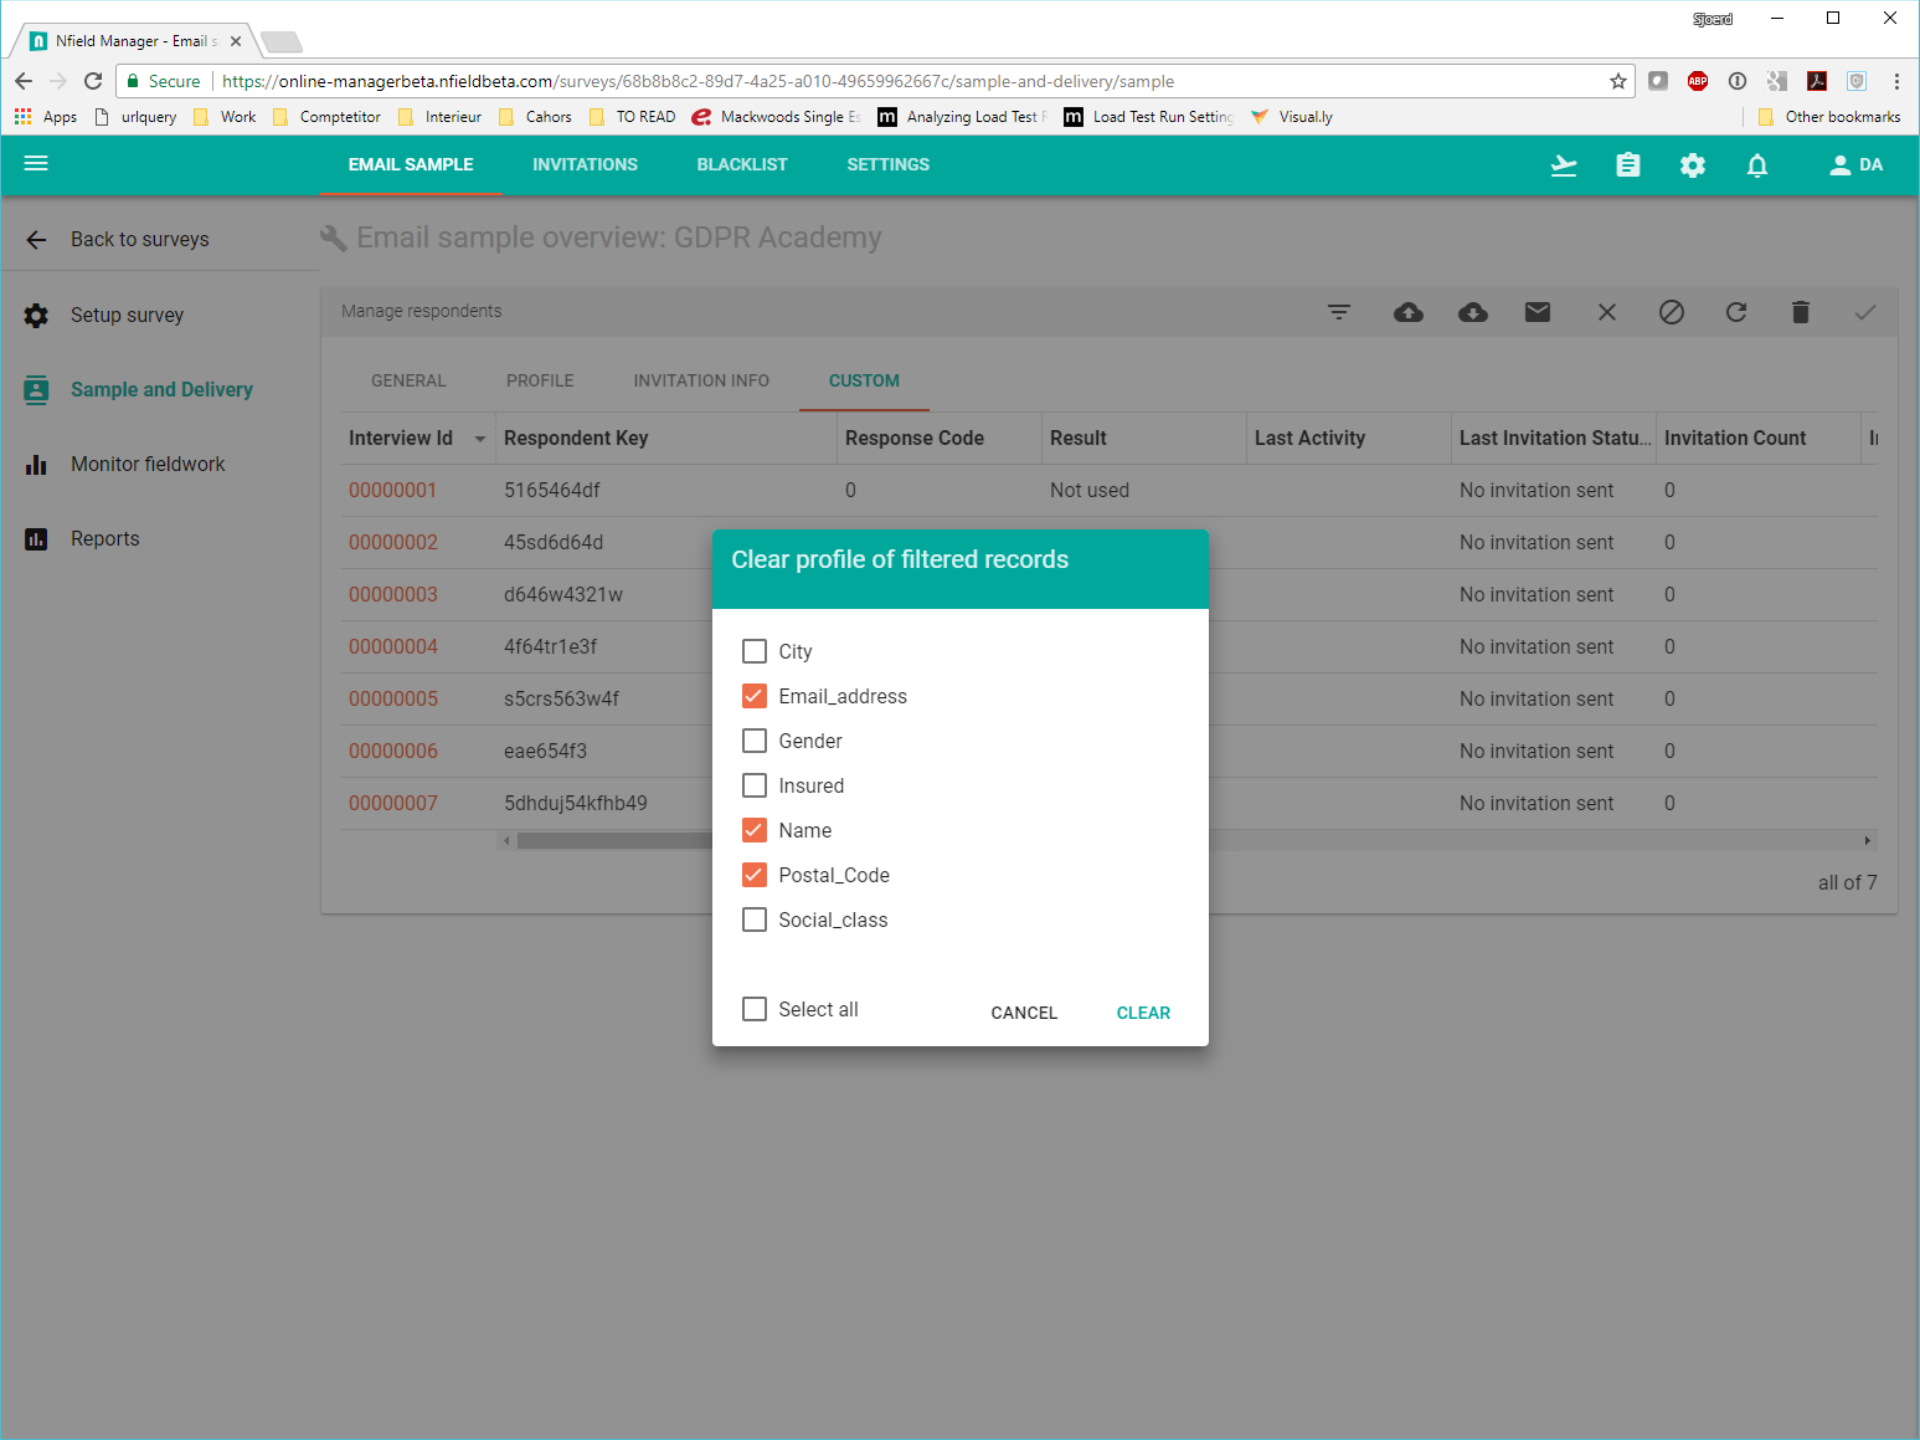 Sjoerd
Nfield Manager - Email s
Secure https://online-managerbeta.nfieldbeta.com/surveys/68b8b8c2-89d7-4a25-a010-49659962667c/sample-and-delivery/sample
ABP
Apps urlquery Work Comptetitor Interieur Cahors TO READ Mackwoods Single Es Analyzing Load Test Load Test Run Setting Visual.ly Other bookmarks
EMAIL SAMPLE INVITATIONS BLACKLIST SETTINGS DA
Back to surveys
Email sample overview: GDPR Academy
Setup survey
Manage respondents
Sample and Delivery
GENERAL PROFILE INVITATION INFO CUSTOM
Monitor fieldwork
Reports
Interview Id Respondent Key Response Code Result Last Activity Last Invitation Statu... Invitation Count
00000001 5165464df 0 Not used No invitation sent 0
00000002 45sd6d64d No invitation sent 0
00000003 d646w4321w No invitation sent 0
00000004 4f64tr1e3f No invitation sent 0
00000005 s5crs563w4f No invitation sent 0
00000006 eae654f3 No invitation sent 0
00000007 5dhduj54kfhb49 No invitation sent 0
all of 7
Clear profile of filtered records
City
Email_address
Gender
Insured
Name
Postal_Code
Social_class
Select all CANCEL CLEAR